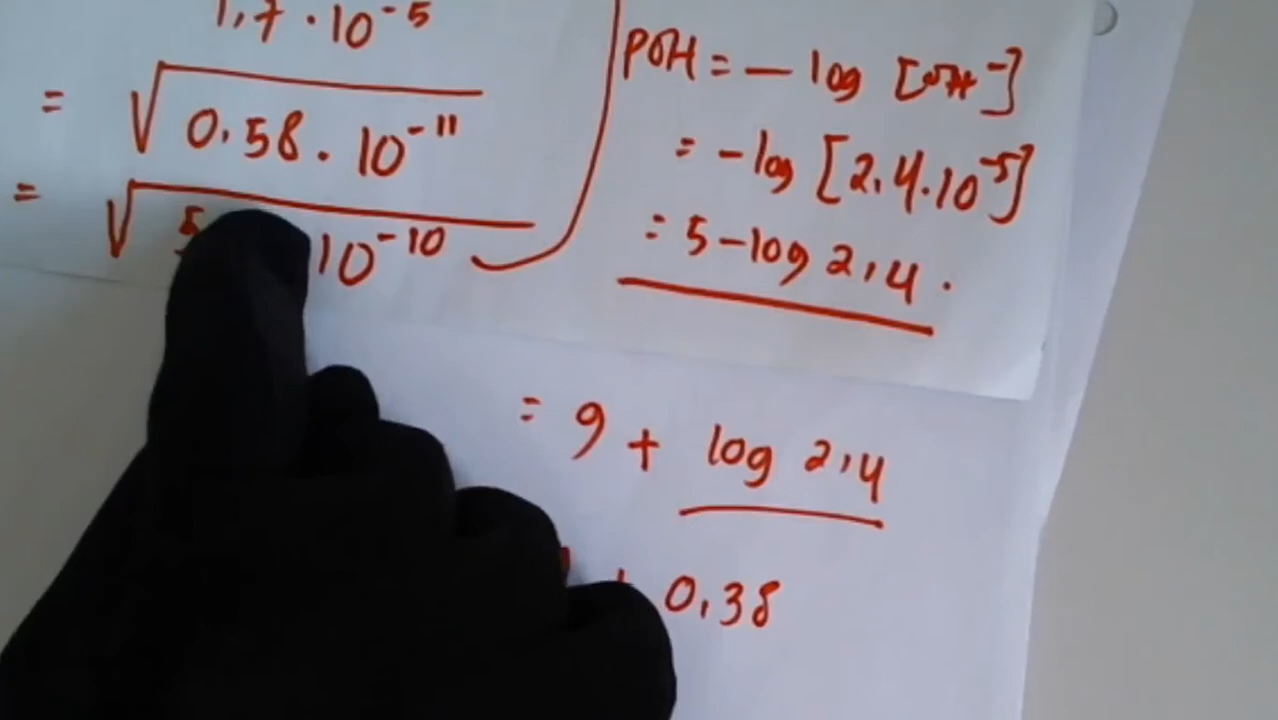 1,7 · 10⁻⁵
= √0,58 · 10⁻¹¹
= √5 10⁻¹⁰
POH = - log [OH⁻]
= -log [2,4.10⁻⁵]
= 5-log 2,4.
= 9 + log 2,4
0,38